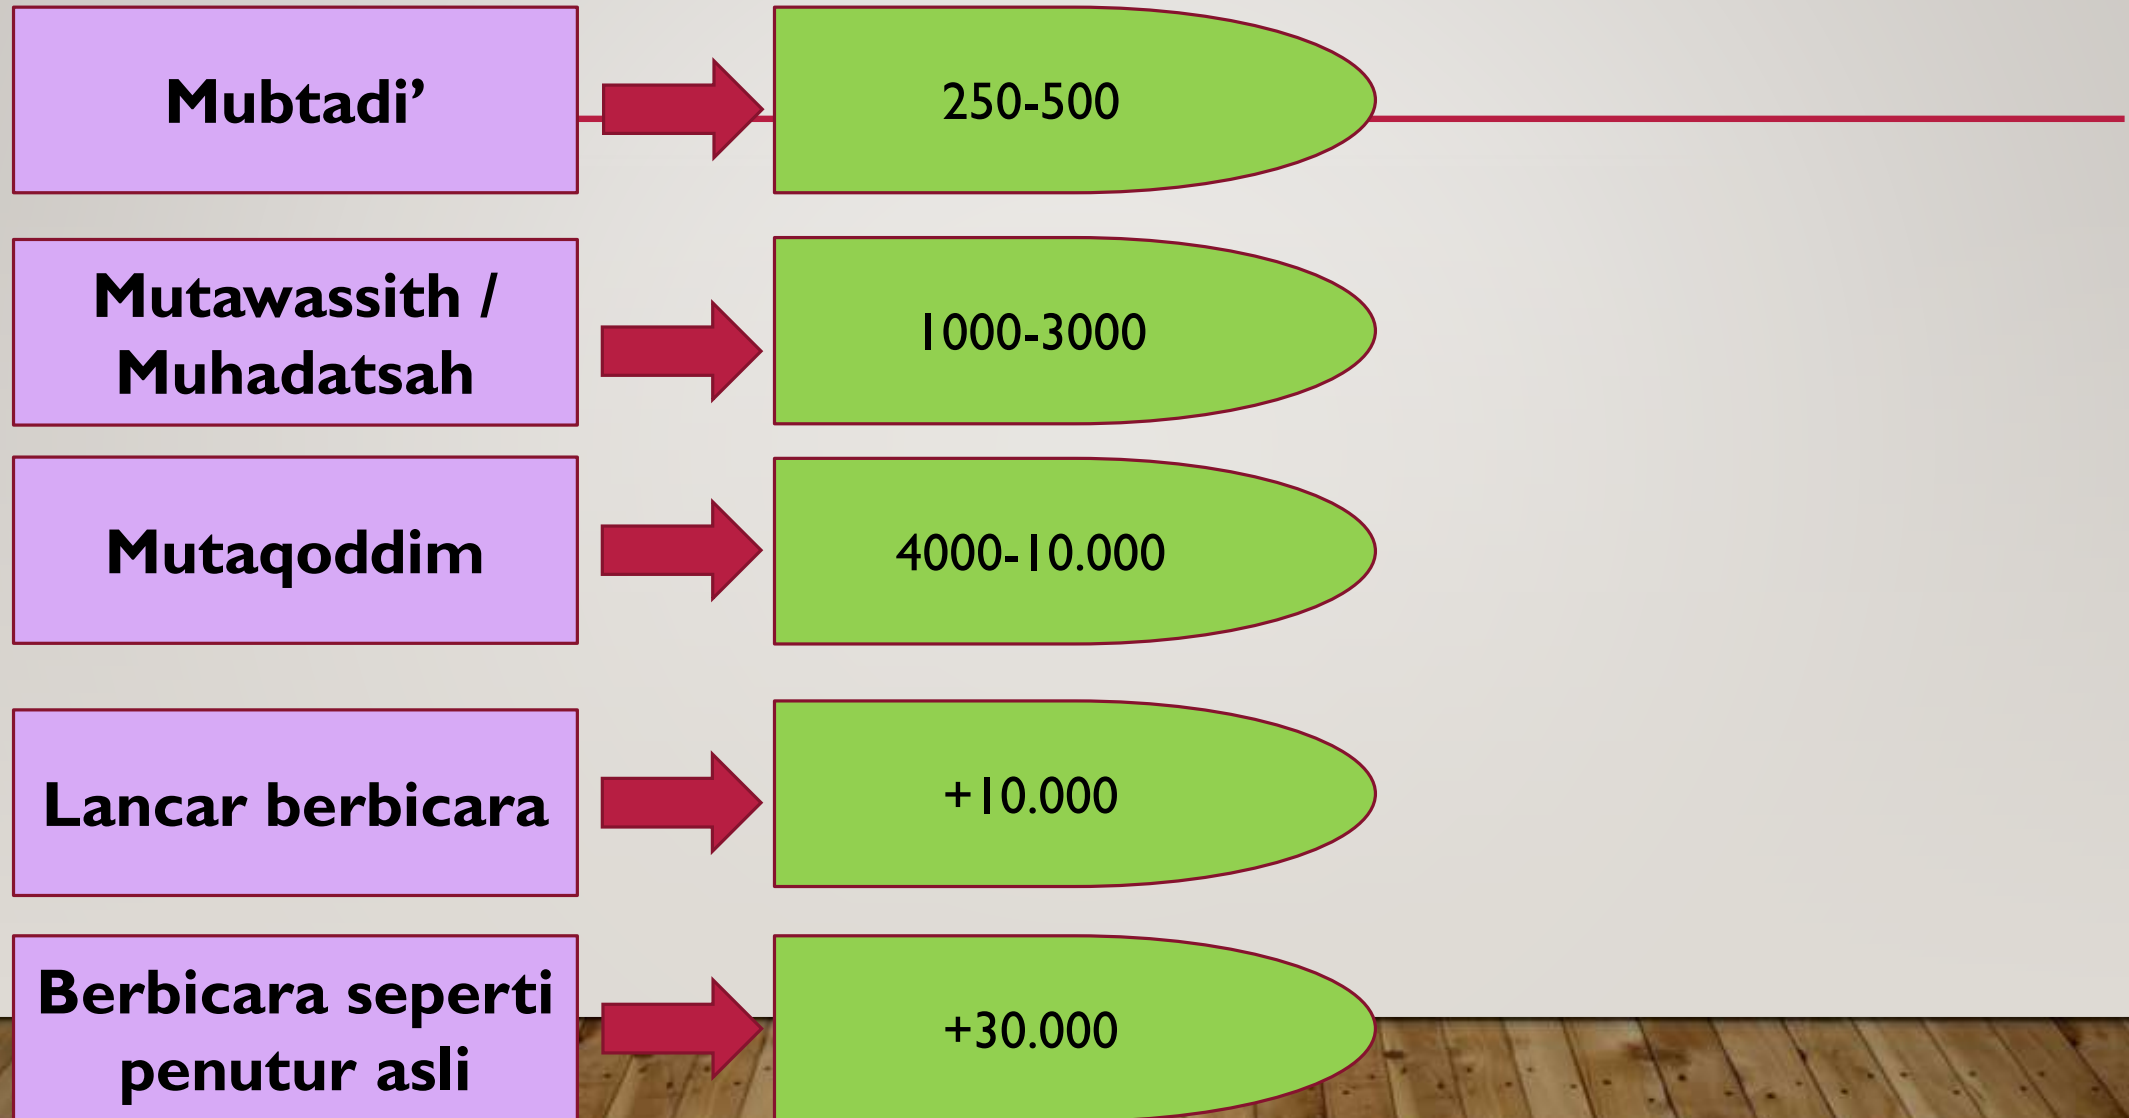 Mubtadi’
250-500
Mutawassith /
Muhadatsah
1000-3000
Mutaqoddim
4000-10.000
Lancar berbicara
+10.000
Berbicara seperti
penutur asli
+30.000